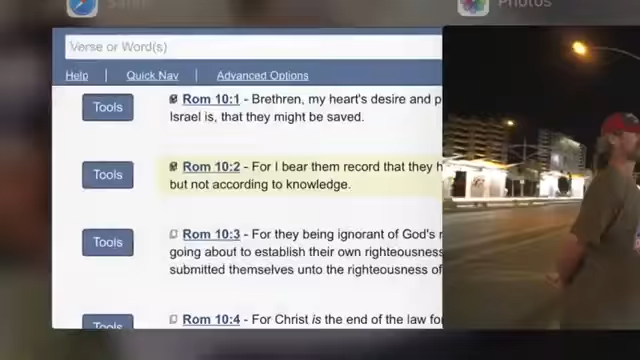 Safari
Photos
Verse or Word(s)
Help | Quick Nav | Advanced Options
Tools
Rom 10:1 - Brethren, my heart's desire and p
Israel is, that they might be saved.
Tools
Rom 10:2 - For I bear them record that they h
but not according to knowledge.
Tools
Rom 10:3 - For they being ignorant of God's r
going about to establish their own righteousness
submitted themselves unto the righteousness of
Tools
Rom 10:4 - For Christ is the end of the law fo